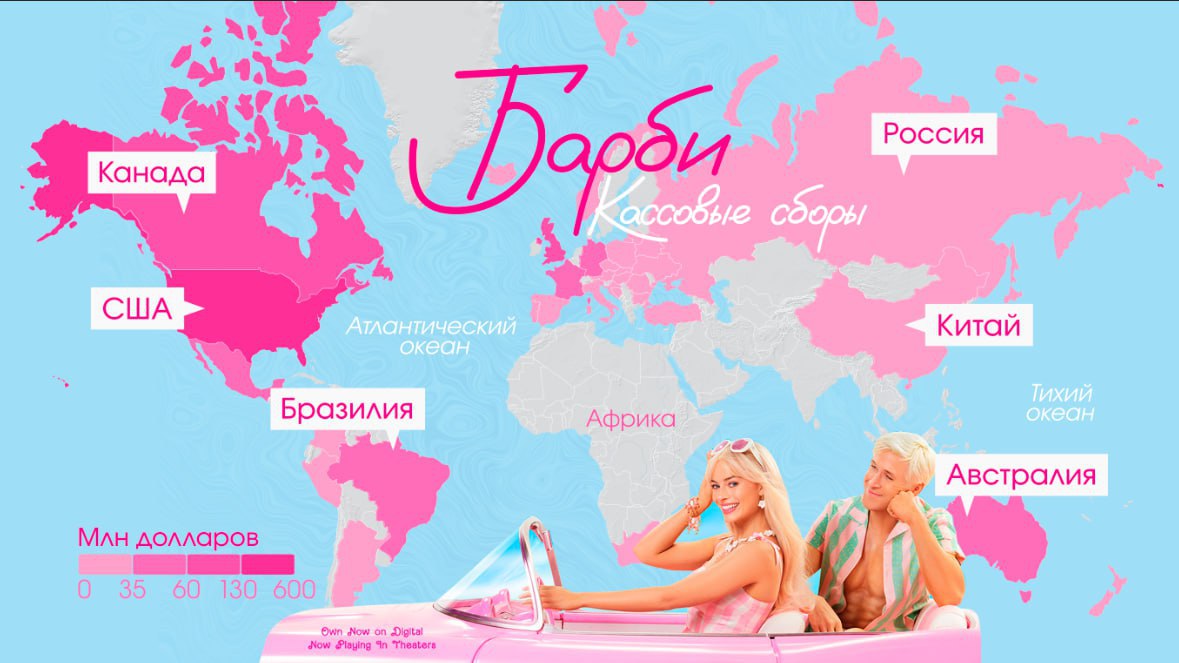 Барби
Кассовые сборы
Россия
Канада
США
Атлантический
океан
Китай
Бразилия
Африка
Тихий
океан
Австралия
Млн долларов
0 35 60 130 600
Own Now on Digital
Now Playing In Theaters